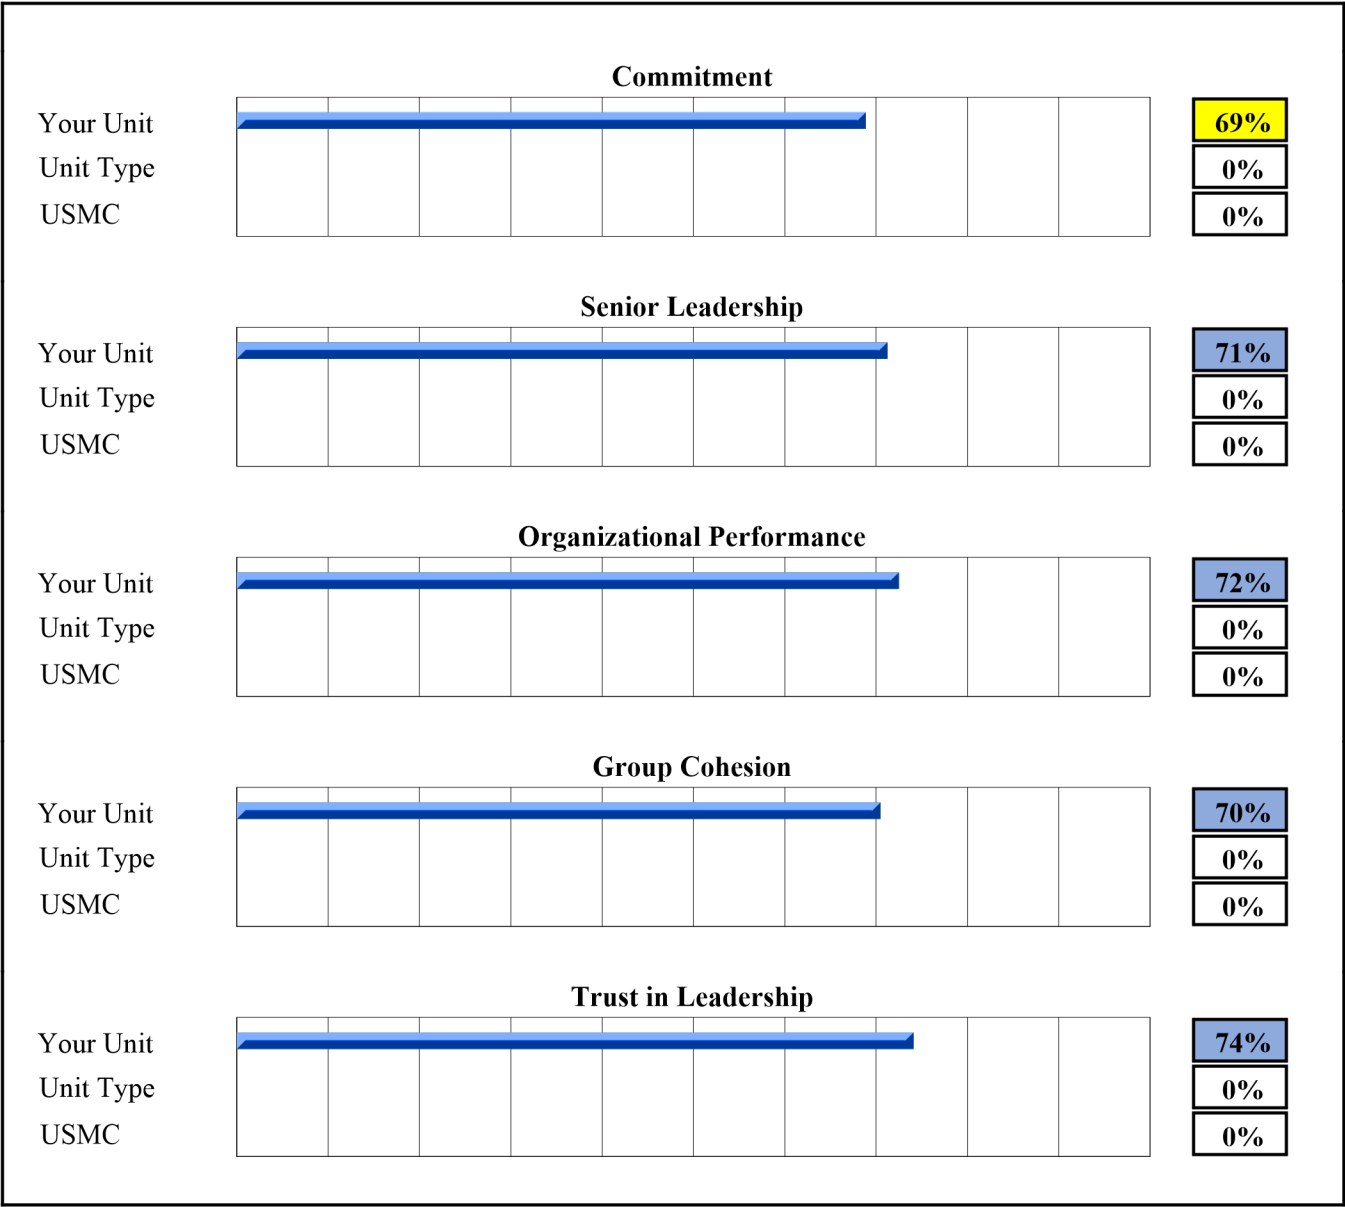 Commitment
Your Unit 69%
Unit Type 0%
USMC 0%
Senior Leadership
Your Unit 71%
Unit Type 0%
USMC 0%
Organizational Performance
Your Unit 72%
Unit Type 0%
USMC 0%
Group Cohesion
Your Unit 70%
Unit Type 0%
USMC 0%
Trust in Leadership
Your Unit 74%
Unit Type 0%
USMC 0%